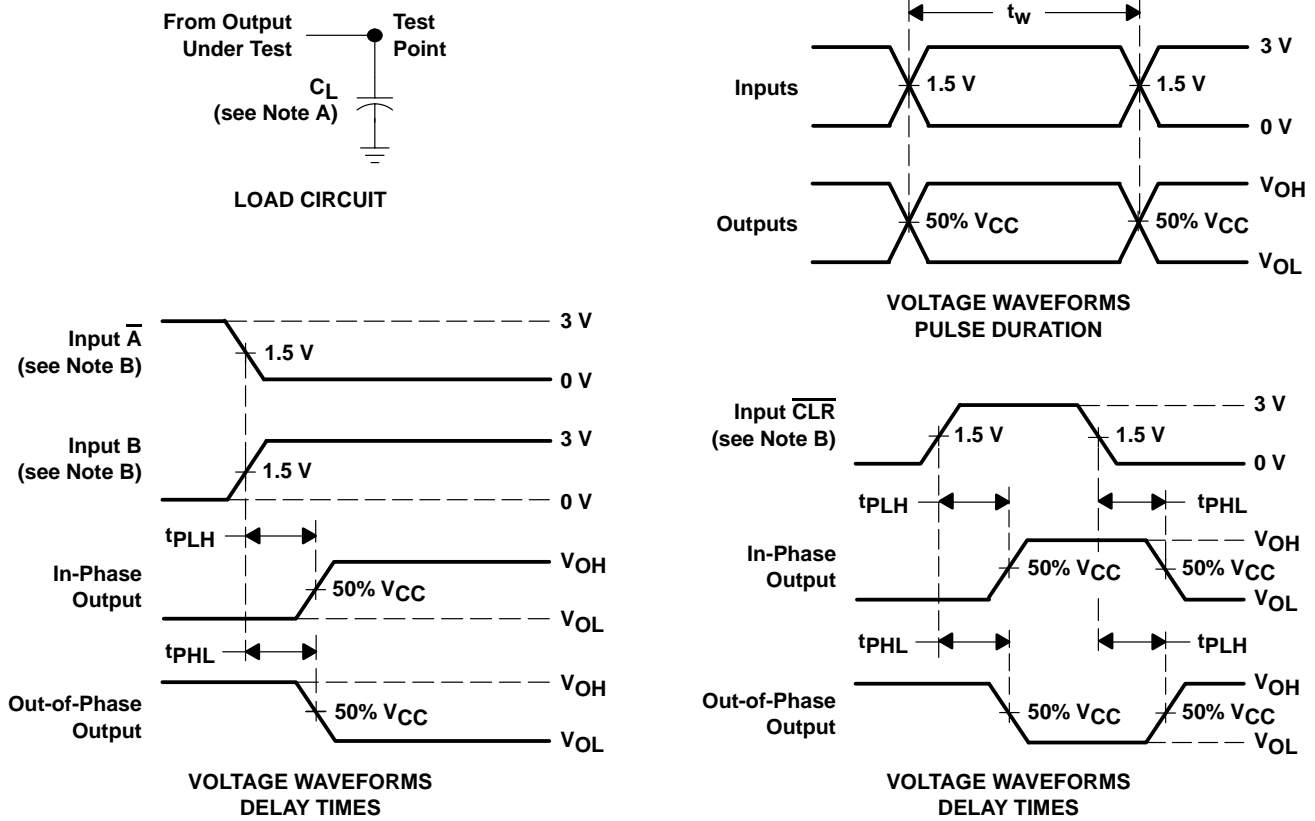 From Output
Under Test
Test
Point
CL
(see Note A)
LOAD CIRCUIT
tw
Inputs
3 V
1.5 V
1.5 V
0 V
Outputs
VOH
50% VCC
50% VCC
VOL
VOLTAGE WAVEFORMS
PULSE DURATION
Input A̅
(see Note B)
3 V
1.5 V
0 V
Input B
(see Note B)
3 V
1.5 V
0 V
tPLH
In-Phase
Output
VOH
50% VCC
VOL
tPHL
Out-of-Phase
Output
VOH
50% VCC
VOL
VOLTAGE WAVEFORMS
DELAY TIMES
Input C̅L̅R̅
(see Note B)
3 V
1.5 V
1.5 V
0 V
tPLH
tPHL
In-Phase
Output
VOH
50% VCC
50% VCC
VOL
tPHL
tPLH
Out-of-Phase
Output
VOH
50% VCC
50% VCC
VOL
VOLTAGE WAVEFORMS
DELAY TIMES